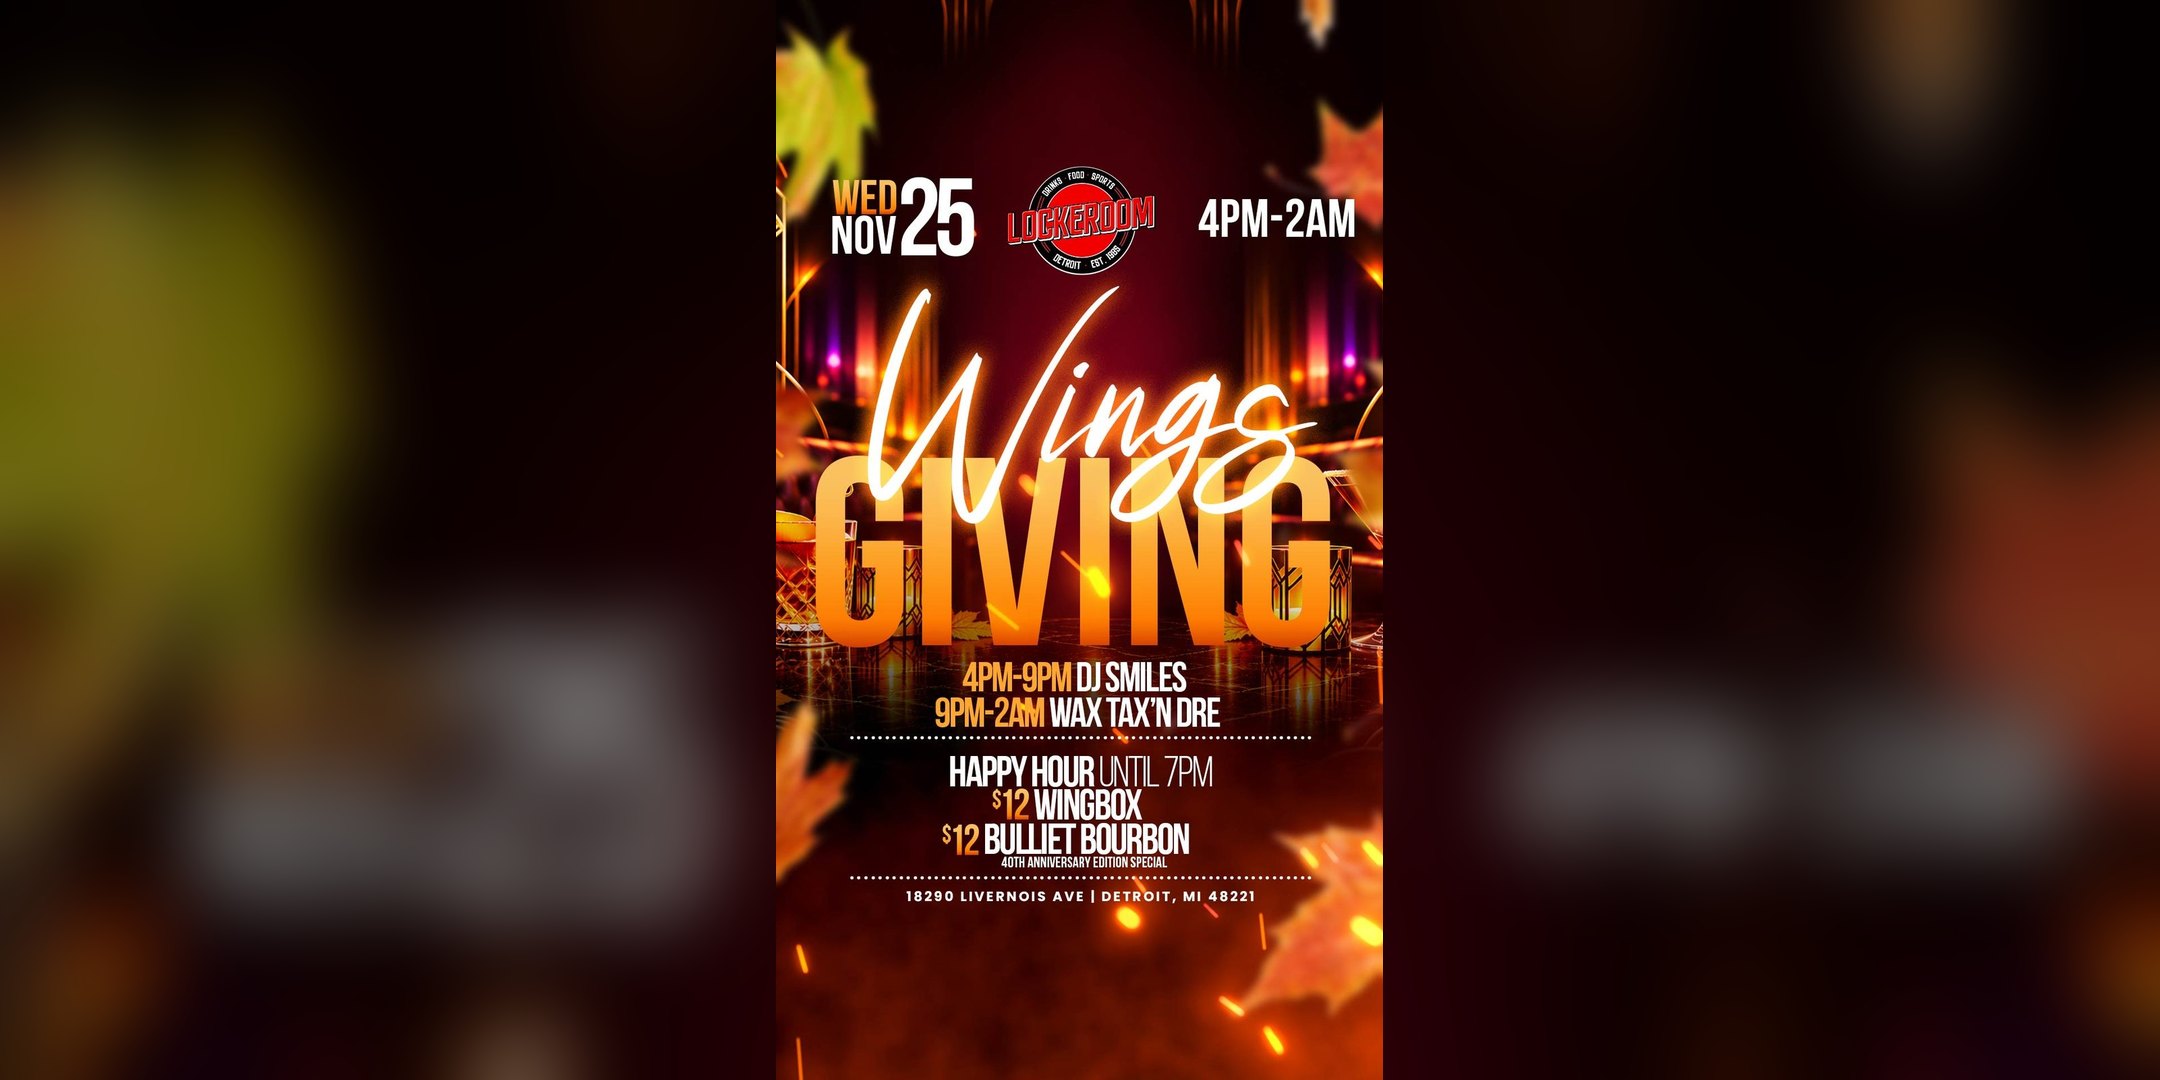 WED
NOV 25
DRINKS · FOOD · SPORTS
LOCKEROOM
DETROIT · EST. 1985
4PM-2AM
Wings
GIVING
4PM-9PM DJ SMILES
9PM-2AM WAX TAX'N DRE
HAPPY HOUR UNTIL 7PM
$12 WINGBOX
$12 BULLIET BOURBON
40TH ANNIVERSARY EDITION SPECIAL
18290 LIVERNOIS AVE | DETROIT, MI 48221